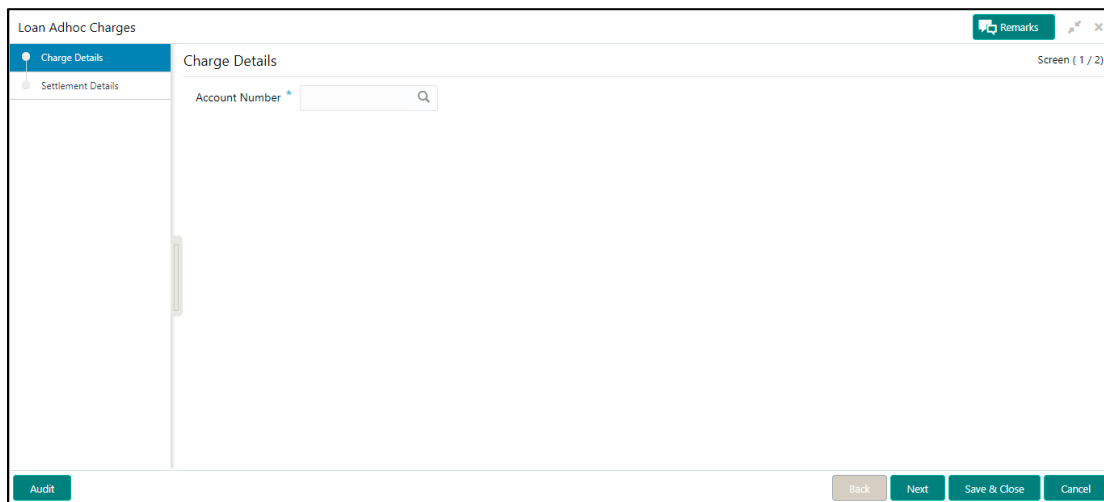 Loan Adhoc Charges
Remarks
Charge Details
Settlement Details
Charge Details
Screen ( 1 / 2)
Account Number *
Audit
Back
Next
Save & Close
Cancel